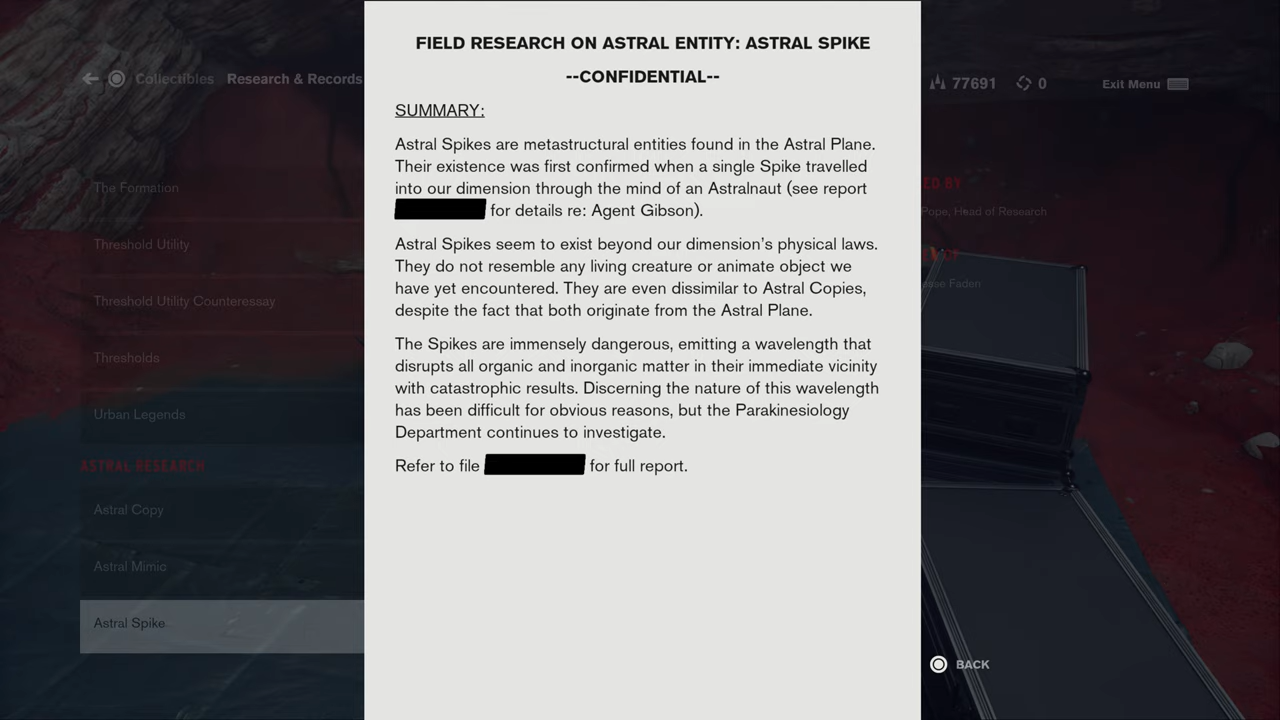 FIELD RESEARCH ON ASTRAL ENTITY: ASTRAL SPIKE
--CONFIDENTIAL--
Collectibles Research & Records
77691 0 Exit Menu
SUMMARY:
Astral Spikes are metastructural entities found in the Astral Plane.
Their existence was first confirmed when a single Spike travelled
into our dimension through the mind of an Astralnaut (see report
for details re: Agent Gibson).
Astral Spikes seem to exist beyond our dimension's physical laws.
They do not resemble any living creature or animate object we
have yet encountered. They are even dissimilar to Astral Copies,
despite the fact that both originate from the Astral Plane.
The Spikes are immensely dangerous, emitting a wavelength that
disrupts all organic and inorganic matter in their immediate vicinity
with catastrophic results. Discerning the nature of this wavelength
has been difficult for obvious reasons, but the Parakinesiology
Department continues to investigate.
Refer to file for full report.
The Formation
Threshold Utility
Threshold Utility Counteressay
Thresholds
Urban Legends
ASTRAL RESEARCH
Astral Copy
Astral Mimic
Astral Spike
BY
Pope, Head of Research
Faden
BACK